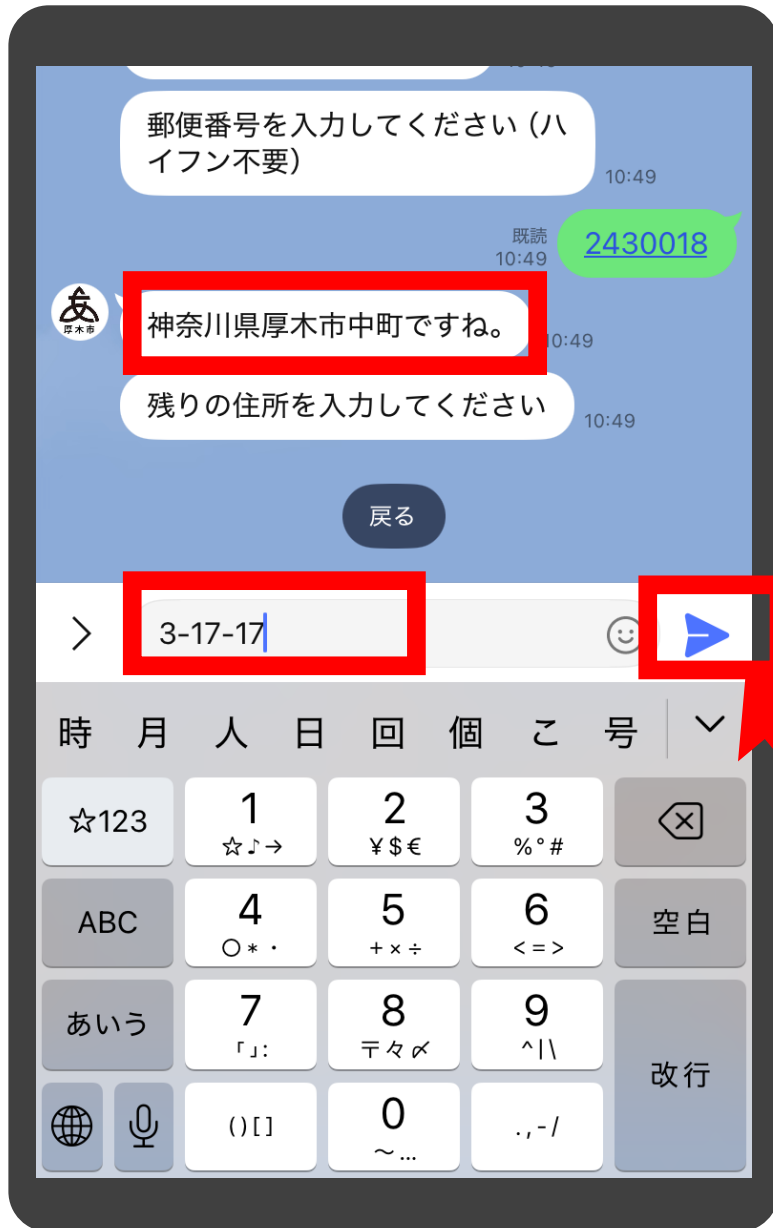 郵便番号を入力してください（ハ
イフン不要）
10:49
既読
10:49
2430018
厚木市
神奈川県厚木市中町ですね。
10:49
残りの住所を入力してください
10:49
戻る
3-17-17
時 月 人 日 回 個 こ 号
☆123
1
☆♪→
2
¥$€
3
%°#
ABC
4
○*・
5
+×÷
6
<=>
空白
あいう
7
「」:
8
〒々〆
9
^|\
改行
()[]
0
～…
.,-/